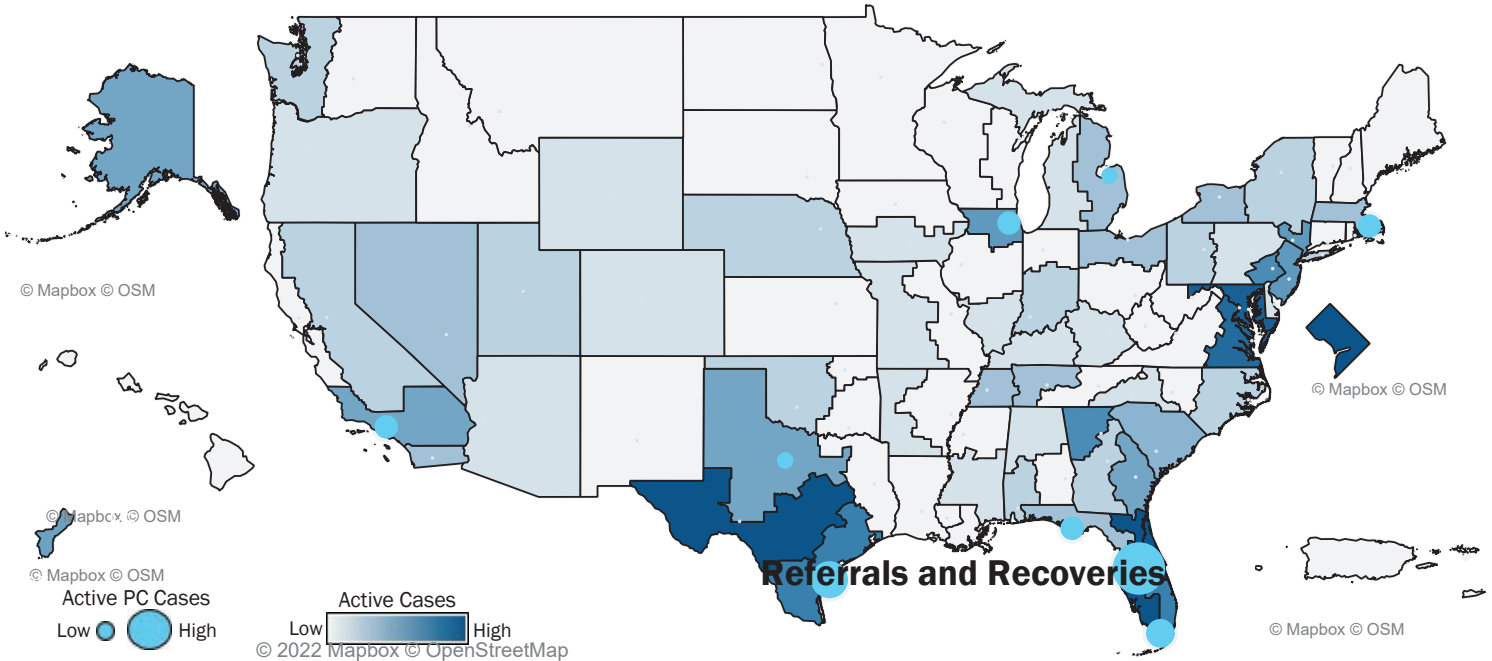 © Mapbox © OSM
© Mapbox © OSM
© Mapbox © OSM
© Mapbox © OSM
Referrals and Recoveries
Active PC Cases
Low
High
Active Cases
Low
High
© 2022 Mapbox © OpenStreetMap
© Mapbox © OSM